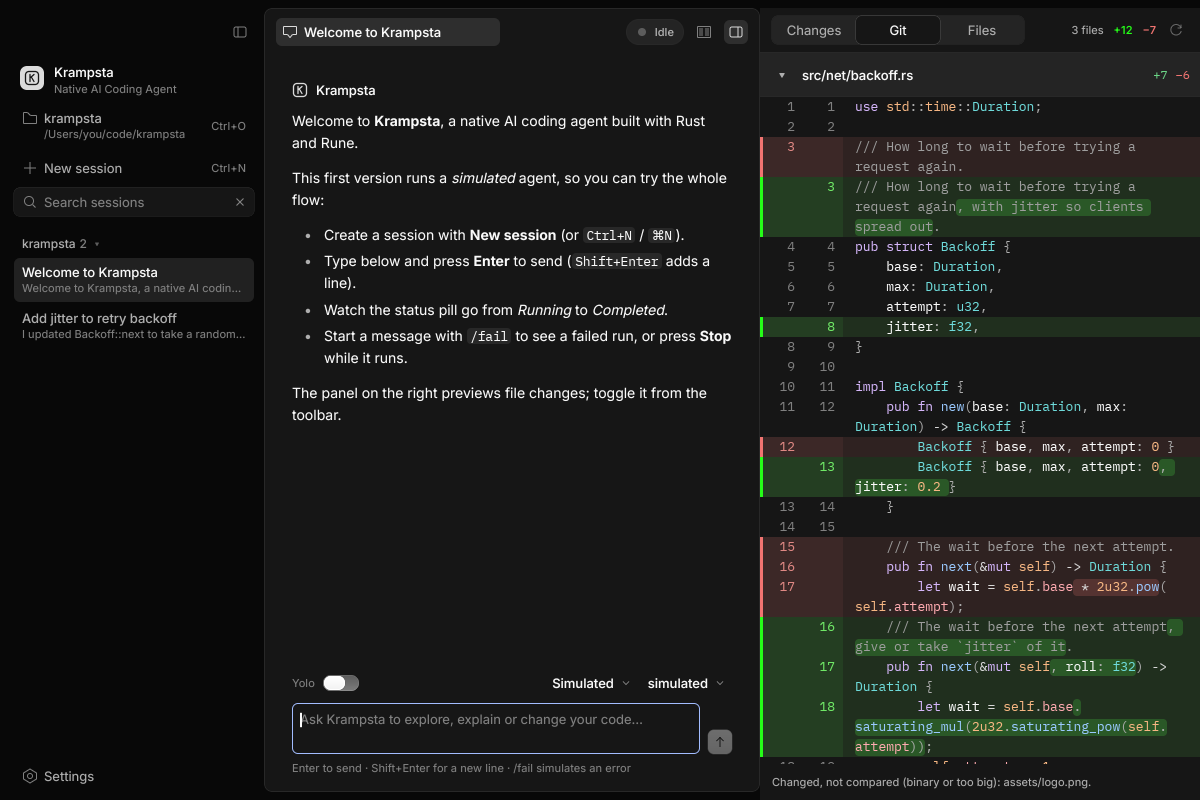 Krampsta
Native AI Coding Agent
krampsta
/Users/you/code/krampsta
Ctrl+O
New session
Ctrl+N
Search sessions
krampsta 2
Welcome to Krampsta
Welcome to Krampsta, a native AI codin...
Add jitter to retry backoff
I updated Backoff::next to take a random...
Settings
Welcome to Krampsta
Idle
K Krampsta
Welcome to Krampsta, a native AI coding agent built with Rust
and Rune.
This first version runs a simulated agent, so you can try the whole
flow:
• Create a session with New session (or Ctrl+N / ⌘N).
• Type below and press Enter to send (Shift+Enter adds a
line).
• Watch the status pill go from Running to Completed.
• Start a message with /fail to see a failed run, or press Stop
while it runs.
The panel on the right previews file changes; toggle it from the
toolbar.
Yolo
Simulated
simulated
Ask Krampsta to explore, explain or change your code...
Enter to send · Shift+Enter for a new line · /fail simulates an error
Changes
Git
Files
3 files +12 −7
src/net/backoff.rs
+7 −6
1 1 use std::time::Duration;
2 2
3 /// How long to wait before trying a
request again.
3 /// How long to wait before trying a
request again, with jitter so clients
spread out.
4 4 pub struct Backoff {
5 5 base: Duration,
6 6 max: Duration,
7 7 attempt: u32,
8 jitter: f32,
8 9 }
9 10
10 11 impl Backoff {
11 12 pub fn new(base: Duration, max:
Duration) -> Backoff {
12 Backoff { base, max, attempt: 0 }
13 Backoff { base, max, attempt: 0,
jitter: 0.2 }
13 14 }
14 15
15 /// The wait before the next attempt.
16 pub fn next(&mut self) -> Duration {
17 let wait = self.base * 2u32.pow(
self.attempt);
16 /// The wait before the next attempt,
give or take `jitter` of it.
17 pub fn next(&mut self, roll: f32) ->
Duration {
18 let wait = self.base.
saturating_mul(2u32.saturating_pow(self.
attempt));
Changed, not compared (binary or too big): assets/logo.png.